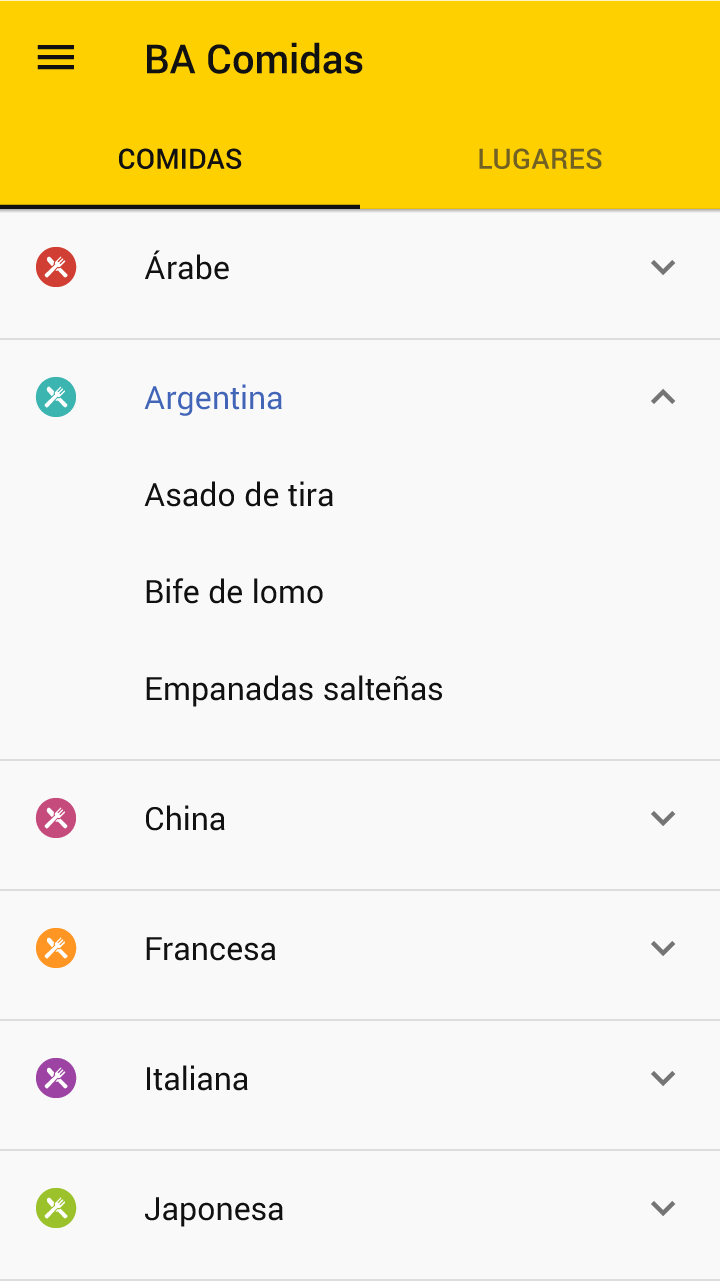 BA Comidas
COMIDAS LUGARES
Árabe
Argentina
Asado de tira
Bife de lomo
Empanadas salteñas
China
Francesa
Italiana
Japonesa